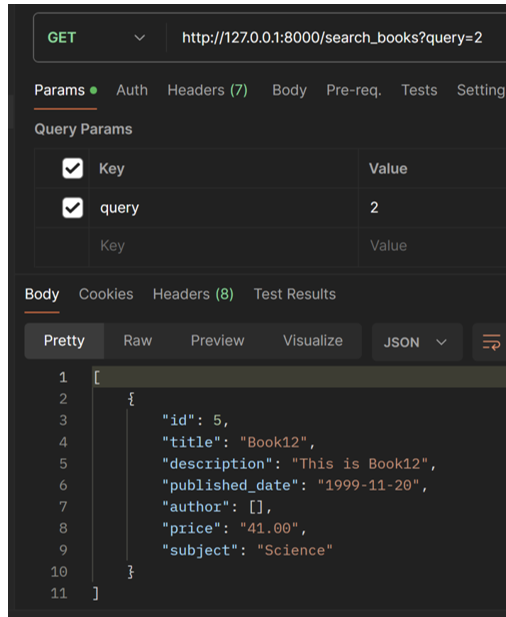 GET http://127.0.0.1:8000/search_books?query=2
Params Auth Headers (7) Body Pre-req. Tests Setting
Query Params
Key Value
query 2
Key Value
Body Cookies Headers (8) Test Results
Pretty Raw Preview Visualize JSON
1 [
2 {
3 "id": 5,
4 "title": "Book12",
5 "description": "This is Book12",
6 "published_date": "1999-11-20",
7 "author": [],
8 "price": "41.00",
9 "subject": "Science"
10 }
11 ]